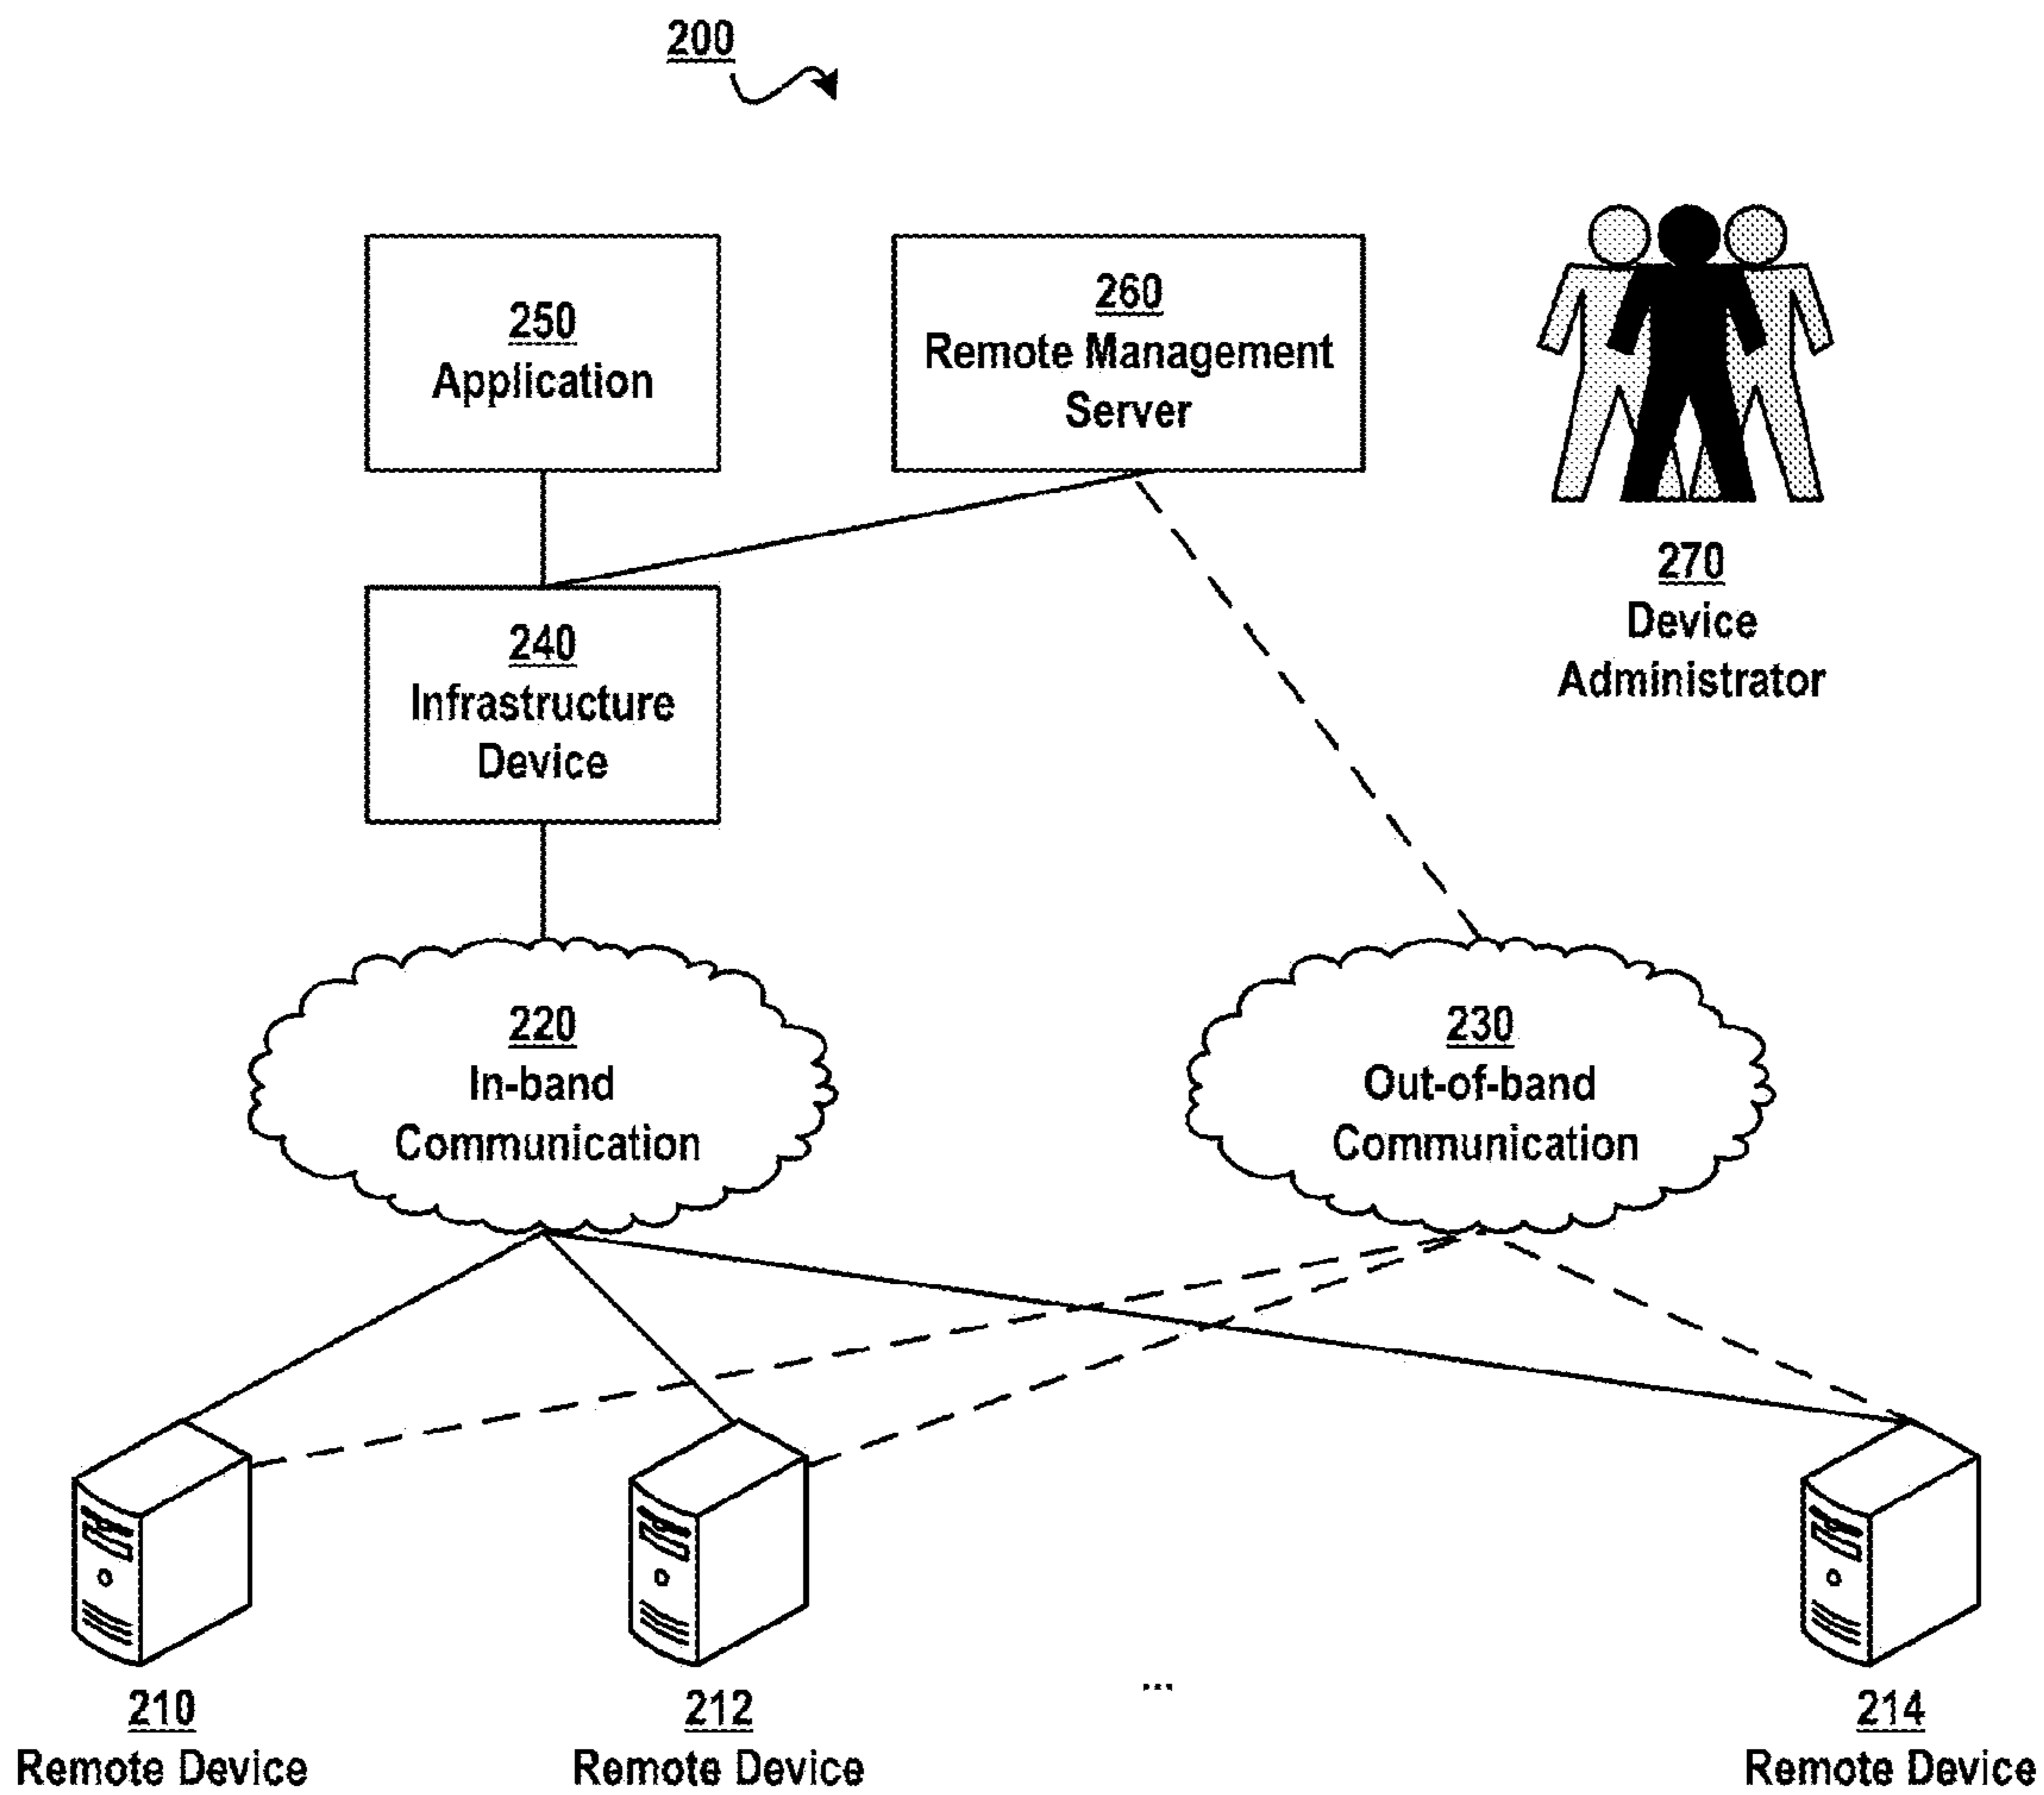 200
250
Application
260
Remote Management
Server
270
Device
Administrator
240
Infrastructure
Device
220
In-band
Communication
230
Out-of-band
Communication
...
210
Remote Device
212
Remote Device
214
Remote Device